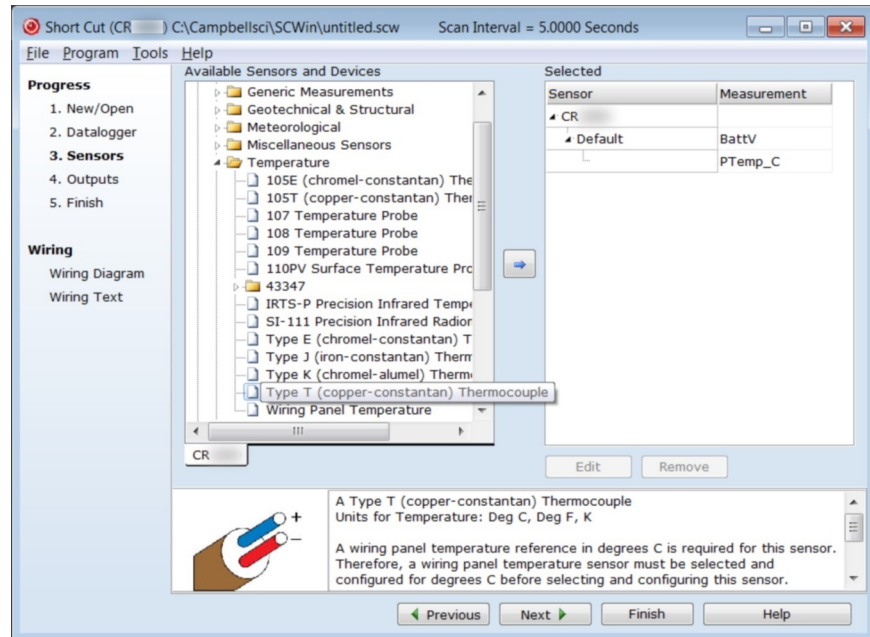 Short Cut (CR ) C:\Campbellsci\SCWin\untitled.scw Scan Interval = 5.0000 Seconds
File Program Tools Help
Progress
1. New/Open
2. Datalogger
3. Sensors
4. Outputs
5. Finish
Wiring
Wiring Diagram
Wiring Text
Available Sensors and Devices
Generic Measurements
Geotechnical & Structural
Meteorological
Miscellaneous Sensors
Temperature
105E (chromel-constantan) The
105T (copper-constantan) Ther
107 Temperature Probe
108 Temperature Probe
109 Temperature Probe
110PV Surface Temperature Pro
43347
IRTS-P Precision Infrared Tempe
SI-111 Precision Infrared Radior
Type E (chromel-constantan) T
Type J (iron-constantan) Therm
Type K (chromel-alumel) Thermo
Type T (copper-constantan) Thermocouple
Wiring Panel Temperature
CR
Selected
Sensor Measurement
CR
Default BattV
PTemp_C
Edit Remove
+
−
A Type T (copper-constantan) Thermocouple
Units for Temperature: Deg C, Deg F, K
A wiring panel temperature reference in degrees C is required for this sensor.
Therefore, a wiring panel temperature sensor must be selected and
configured for degrees C before selecting and configuring this sensor.
Previous Next Finish Help